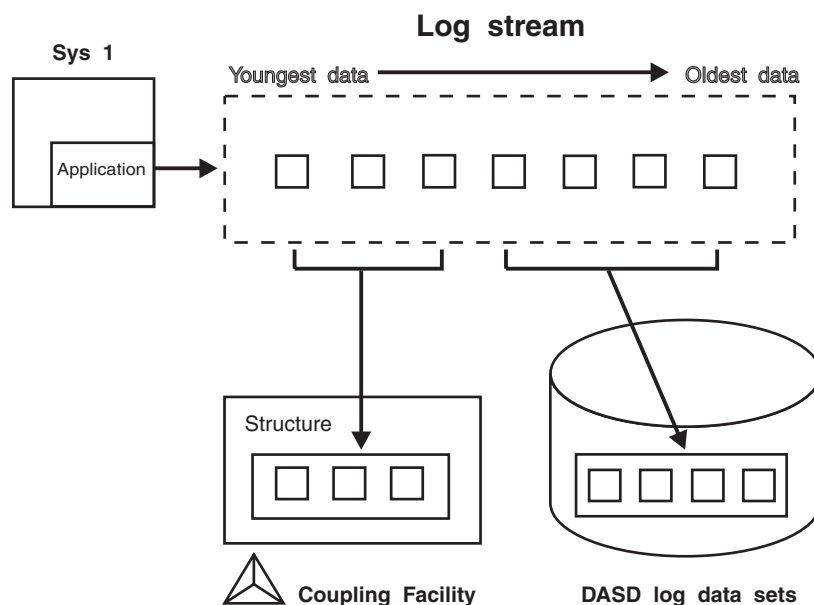 Log stream
Sys 1
Youngest data
Oldest data
Application
Structure
Coupling Facility
DASD log data sets